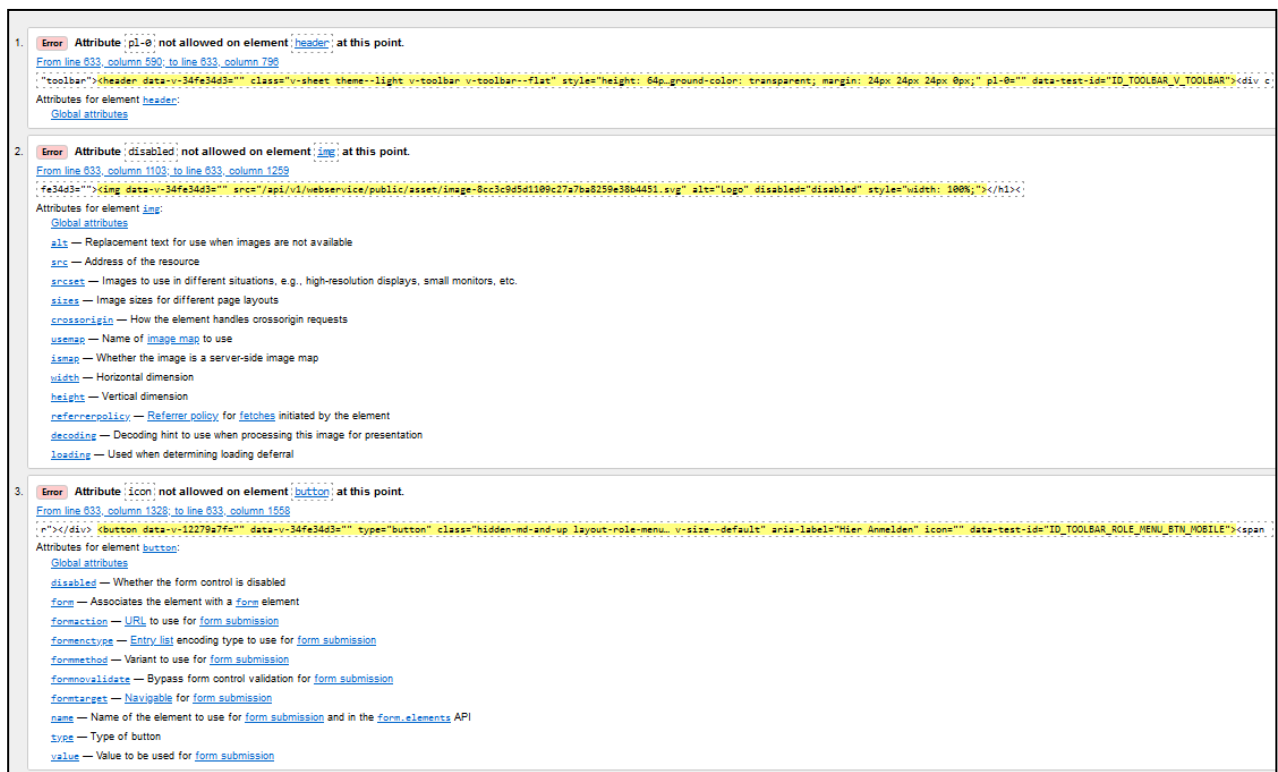 1. Error Attribute pl-0 not allowed on element header at this point.
From line 633, column 590; to line 633, column 796
"toolbar"><header data-v-34fe34d3="" class="v-sheet theme--light v-toolbar v-toolbar--flat" style="height: 64p…ground-color: transparent; margin: 24px 24px 24px 0px;" pl-0="" data-test-id="ID_TOOLBAR_V_TOOLBAR"><div c
Attributes for element header:
Global attributes
2. Error Attribute disabled not allowed on element img at this point.
From line 633, column 1103; to line 633, column 1259
fe34d3=""><img data-v-34fe34d3="" src="/api/v1/webservice/public/asset/image-8cc3c9d5d1109c27a7ba8259e38b4451.svg" alt="Logo" disabled="disabled" style="width: 100%;"></h1><
Attributes for element img:
Global attributes
alt — Replacement text for use when images are not available
src — Address of the resource
srcset — Images to use in different situations, e.g., high-resolution displays, small monitors, etc.
sizes — Image sizes for different page layouts
crossorigin — How the element handles crossorigin requests
usemap — Name of image map to use
ismap — Whether the image is a server-side image map
width — Horizontal dimension
height — Vertical dimension
referrerpolicy — Referrer policy for fetches initiated by the element
decoding — Decoding hint to use when processing this image for presentation
loading — Used when determining loading deferral
3. Error Attribute icon not allowed on element button at this point.
From line 633, column 1328; to line 633, column 1558
r"></div> <button data-v-12279a7f="" data-v-34fe34d3="" type="button" class="hidden-md-and-up layout-role-menu… v-size--default" aria-label="Hier Anmelden" icon="" data-test-id="ID_TOOLBAR_ROLE_MENU_BTN_MOBILE"><span
Attributes for element button:
Global attributes
disabled — Whether the form control is disabled
form — Associates the element with a form element
formaction — URL to use for form submission
formenctype — Entry list encoding type to use for form submission
formmethod — Variant to use for form submission
formnovalidate — Bypass form control validation for form submission
formtarget — Navigable for form submission
name — Name of the element to use for form submission and in the form.elements API
type — Type of button
value — Value to be used for form submission